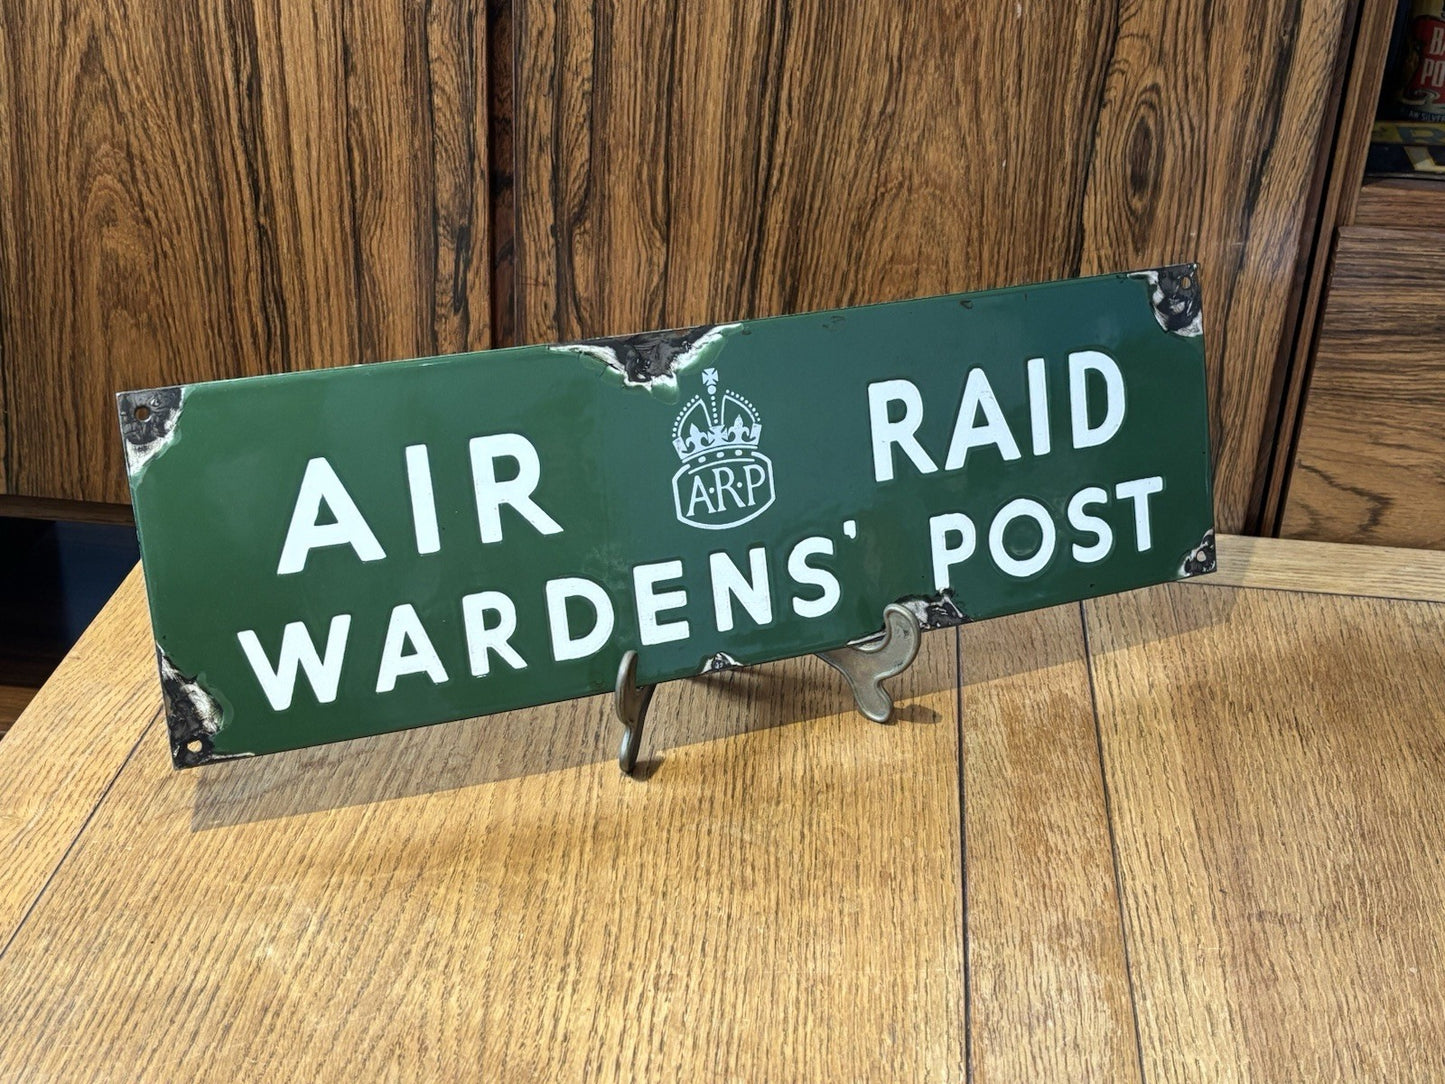 AIR RAID
A·R·P
WARDENS' POST